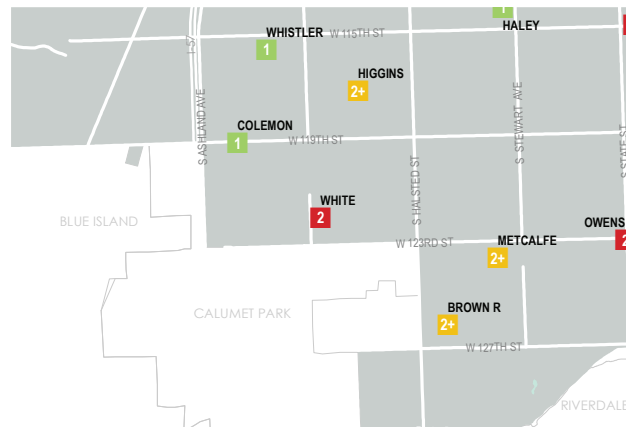 1
HALEY
WHISTLER
W 115TH ST
1
I-57
HIGGINS
2+
S ASHLAND AVE
COLEMON
1
W 119TH ST
S HALSTED ST
S STEWART AVE
S STATE ST
WHITE
2
BLUE ISLAND
OWENS
2
W 123RD ST
METCALFE
2+
CALUMET PARK
BROWN R
2+
W 127TH ST
RIVERDALE